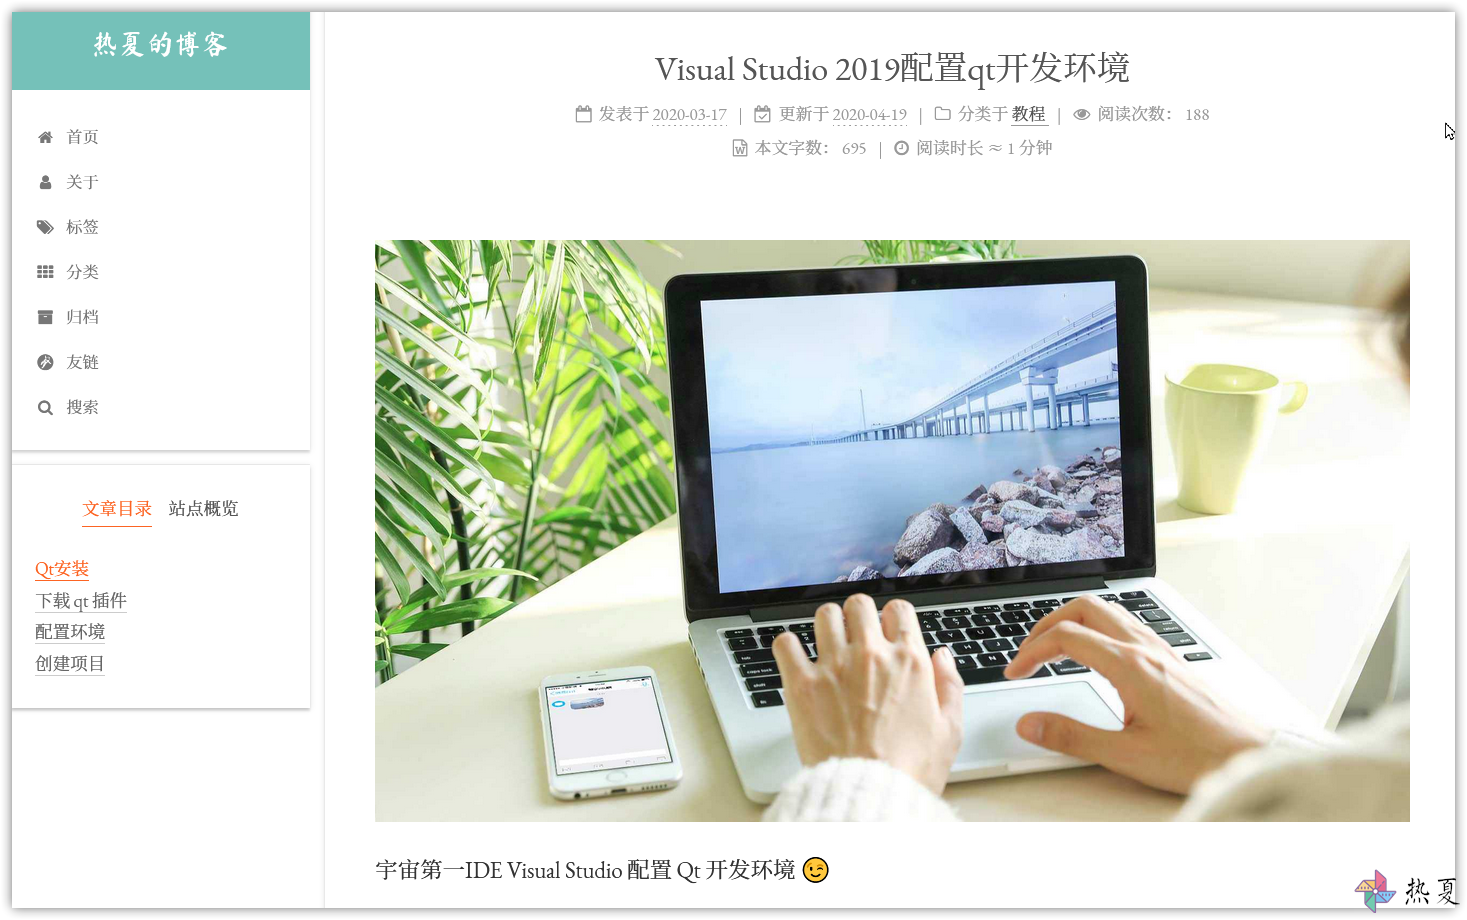 热夏的博客
首页
关于
标签
分类
归档
友链
搜索
文章目录 站点概览
Qt安装
下载 qt 插件
配置环境
创建项目
Visual Studio 2019配置qt开发环境
发表于 2020-03-17 | 更新于 2020-04-19 | 分类于 教程 | 阅读次数： 188
本文字数： 695 | 阅读时长 ≈ 1 分钟
宇宙第一IDE Visual Studio 配置 Qt 开发环境 😉
热夏